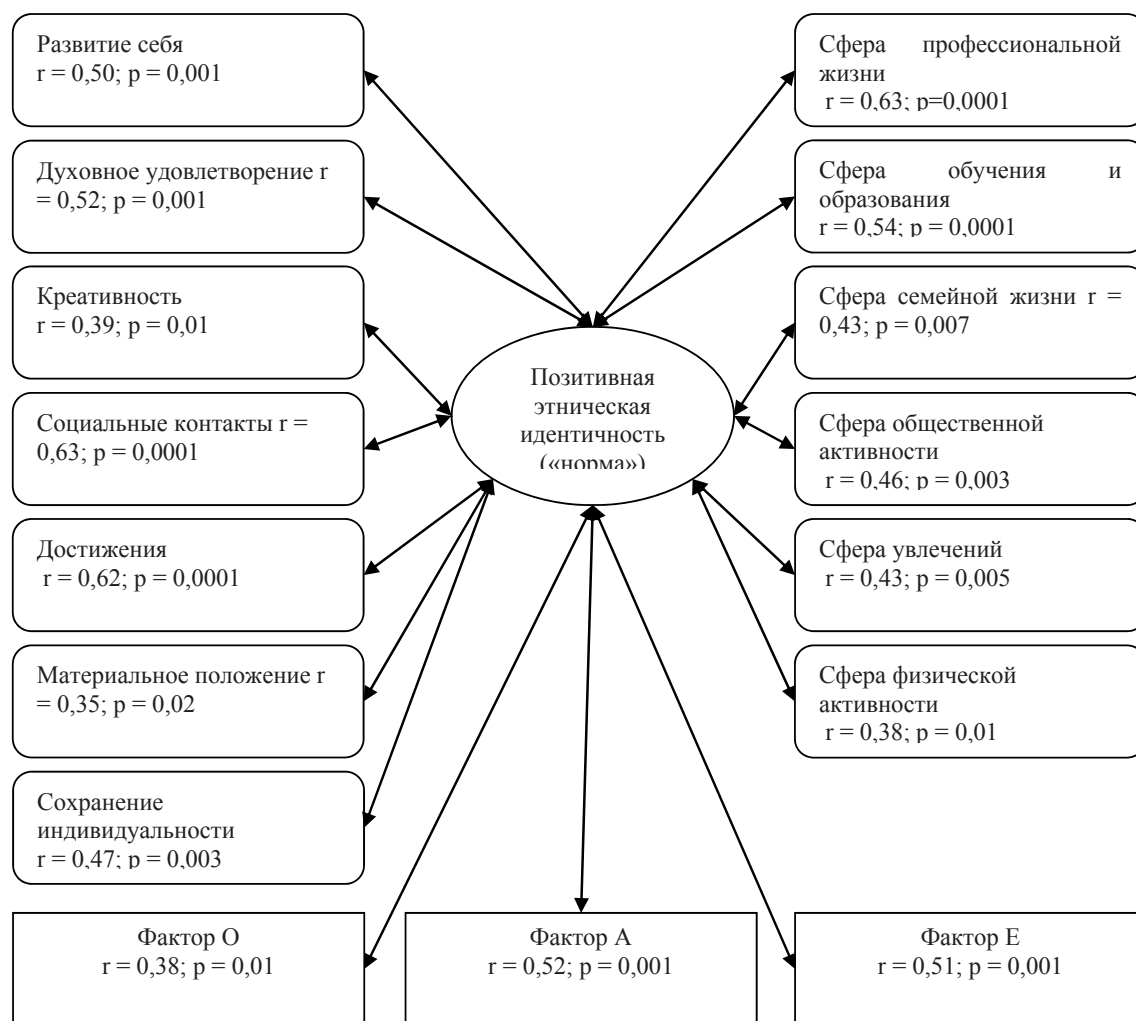 Развитие себя
r = 0,50; p = 0,001
Духовное удовлетворение r
= 0,52; p = 0,001
Креативность
r = 0,39; p = 0,01
Социальные контакты r =
0,63; p = 0,0001
Достижения
r = 0,62; p = 0,0001
Материальное положение r
= 0,35; p = 0,02
Сохранение
индивидуальности
r = 0,47; p = 0,003
Позитивная
этническая
идентичность
(«норма»)
Сфера профессиональной
жизни
r = 0,63; p=0,0001
Сфера обучения и
образования
r = 0,54; p = 0,0001
Сфера семейной жизни r =
0,43; p = 0,007
Сфера общественной
активности
r = 0,46; p = 0,003
Сфера увлечений
r = 0,43; p = 0,005
Сфера физической
активности
r = 0,38; p = 0,01
Фактор О
r = 0,38; p = 0,01
Фактор А
r = 0,52; p = 0,001
Фактор Е
r = 0,51; p = 0,001